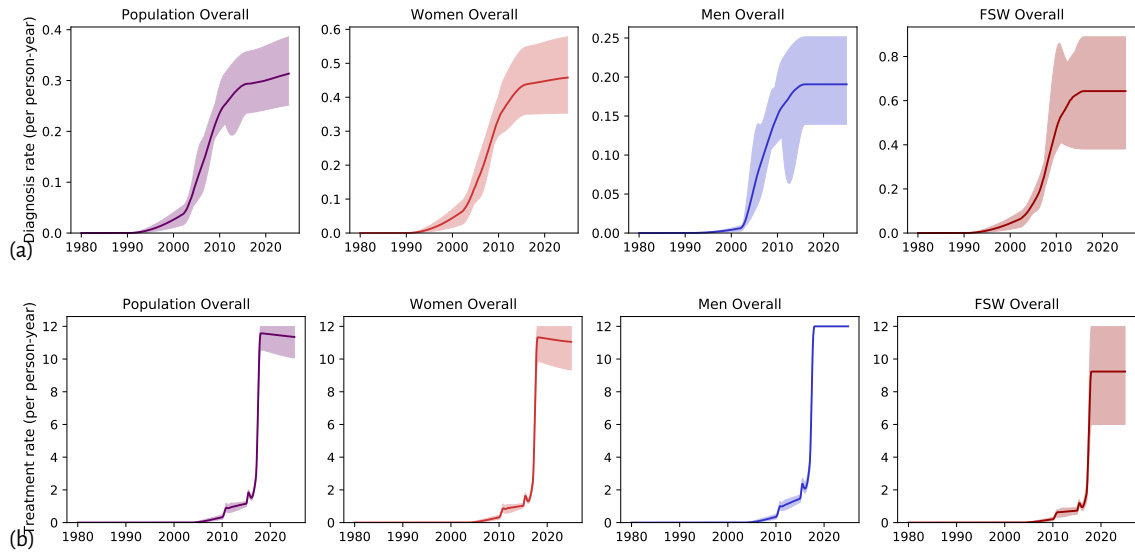 Population Overall
Women Overall
Men Overall
FSW Overall
Diagnosis rate (per person-year)
0.4
0.3
0.2
0.1
0.0
1980 1990 2000 2010 2020
0.6
0.5
0.4
0.3
0.2
0.1
0.0
1980 1990 2000 2010 2020
0.25
0.20
0.15
0.10
0.05
0.00
1980 1990 2000 2010 2020
0.8
0.6
0.4
0.2
0.0
1980 1990 2000 2010 2020
(a)
Population Overall
Women Overall
Men Overall
FSW Overall
Treatment rate (per person-year)
12
10
8
6
4
2
0
1980 1990 2000 2010 2020
12
10
8
6
4
2
0
1980 1990 2000 2010 2020
12
10
8
6
4
2
0
1980 1990 2000 2010 2020
12
10
8
6
4
2
0
1980 1990 2000 2010 2020
(b)